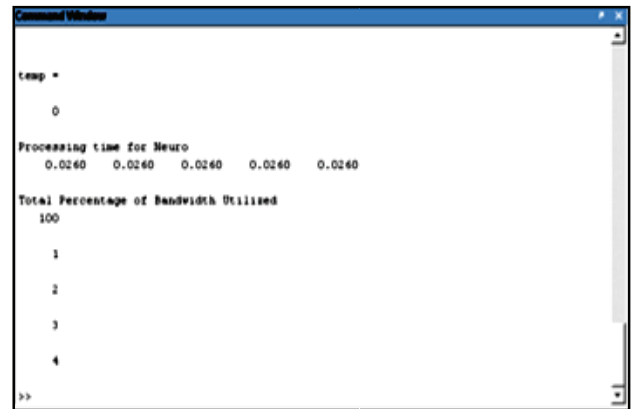 Command Window
temp =
0
Processing time for Neuro
0.0260 0.0260 0.0260 0.0260 0.0260
Total Percentage of Bandwidth Utilized
100
1
2
3
4
>>